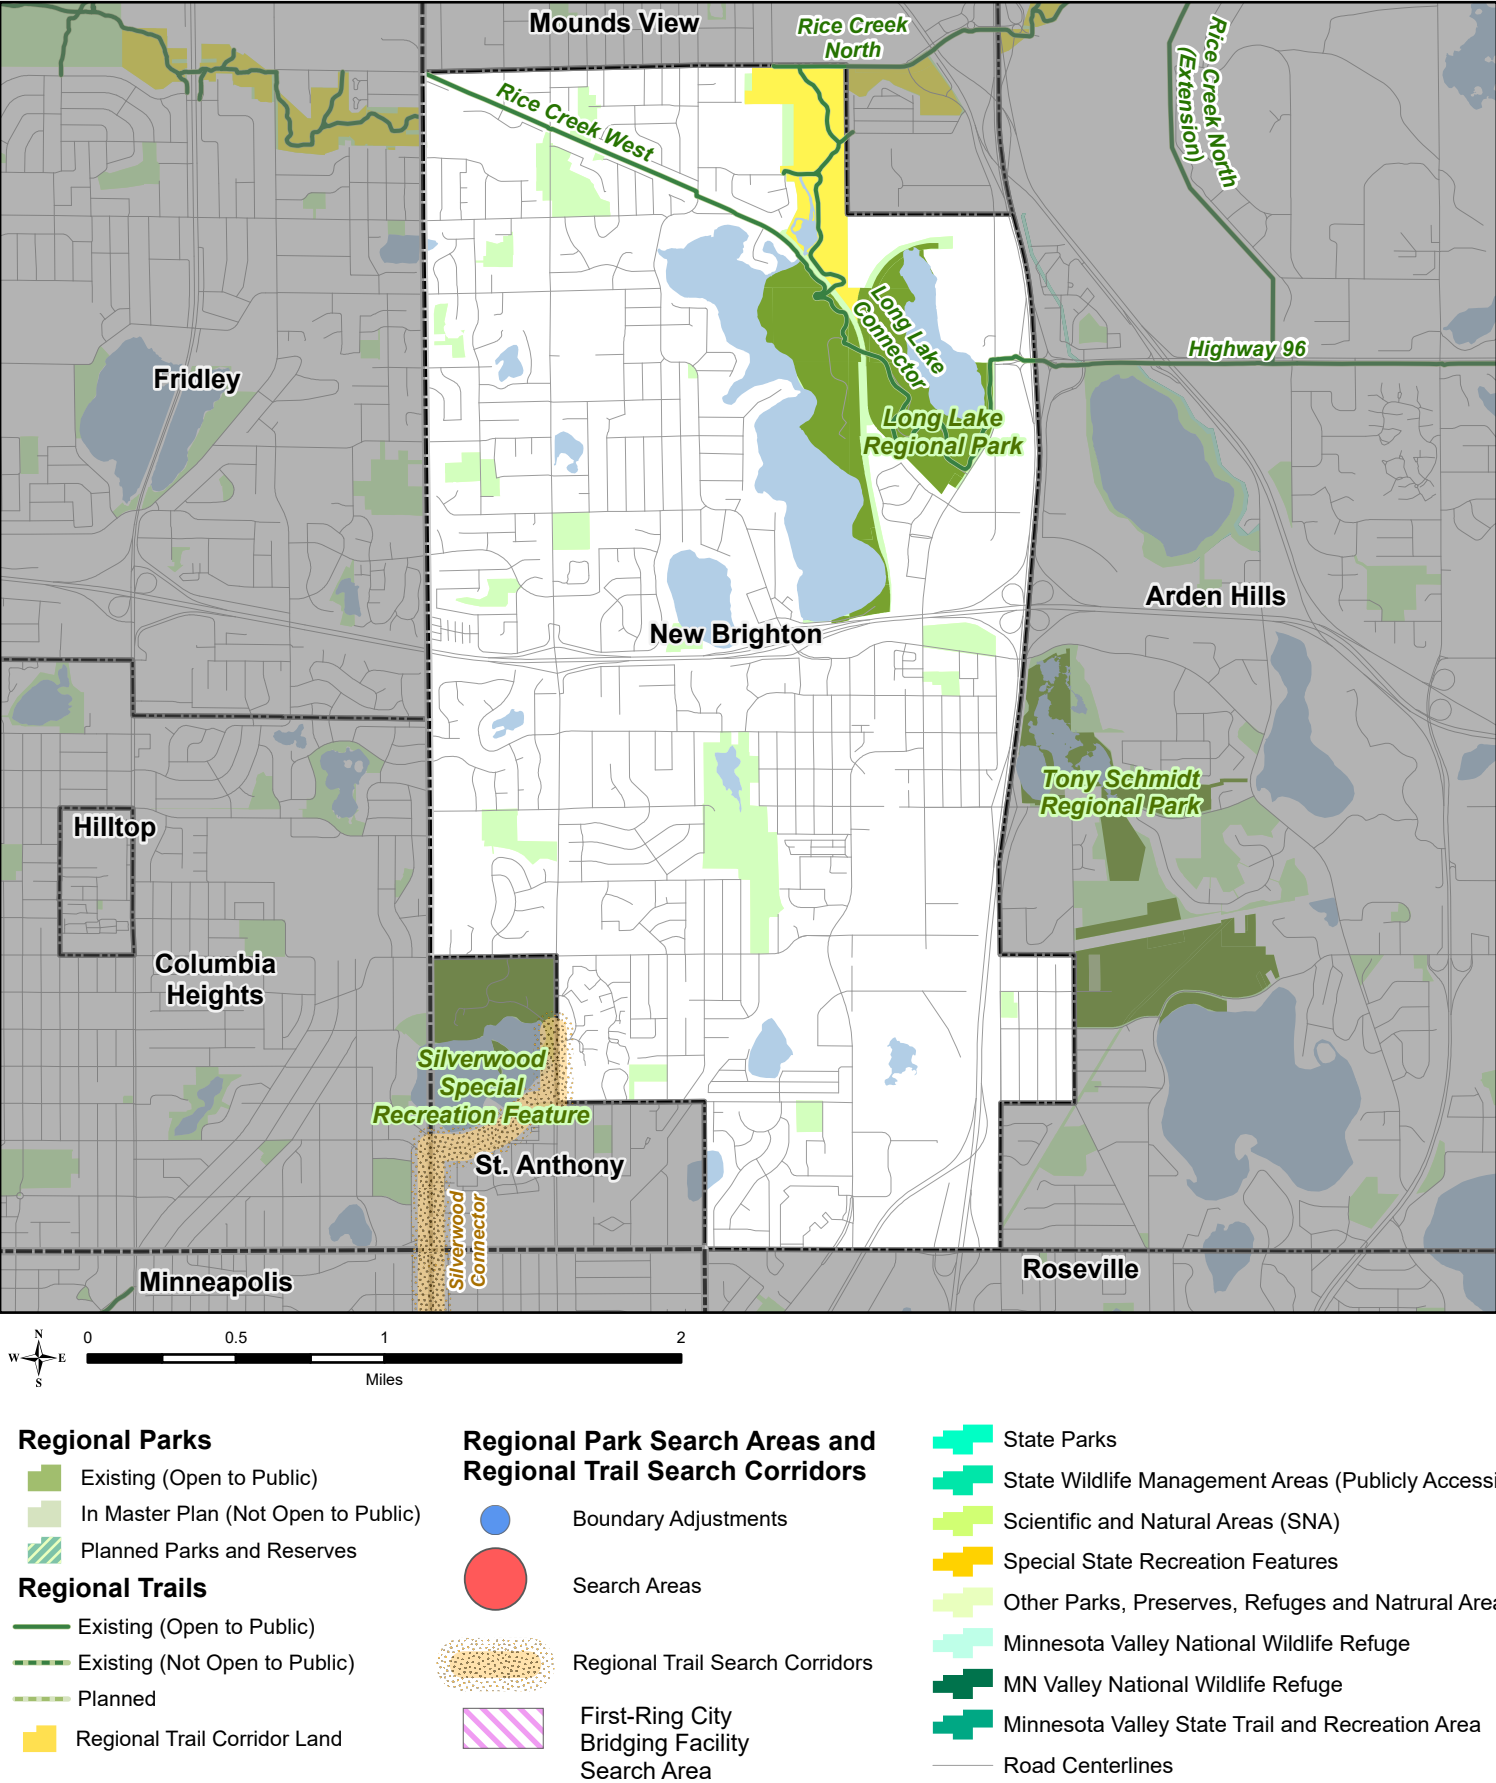 Mounds View
Rice Creek
North
Rice Creek North
(Extension)
Rice Creek West
Highway 96
Long Lake
Connector
Fridley
Long Lake
Regional Park
Arden Hills
New Brighton
Tony Schmidt
Regional Park
Hilltop
Columbia
Heights
Silverwood
Special
Recreation Feature
St. Anthony
Silverwood
Connector
Minneapolis
Roseville
N
W E
S
0 0.5 1 2
Miles
Regional Parks
Existing (Open to Public)
In Master Plan (Not Open to Public)
Planned Parks and Reserves
Regional Trails
Existing (Open to Public)
Existing (Not Open to Public)
Planned
Regional Trail Corridor Land
Regional Park Search Areas and
Regional Trail Search Corridors
Boundary Adjustments
Search Areas
Regional Trail Search Corridors
First-Ring City
Bridging Facility
Search Area
State Parks
State Wildlife Management Areas (Publicly Accessi
Scientific and Natural Areas (SNA)
Special State Recreation Features
Other Parks, Preserves, Refuges and Natrural Area
Minnesota Valley National Wildlife Refuge
MN Valley National Wildlife Refuge
Minnesota Valley State Trail and Recreation Area
Road Centerlines